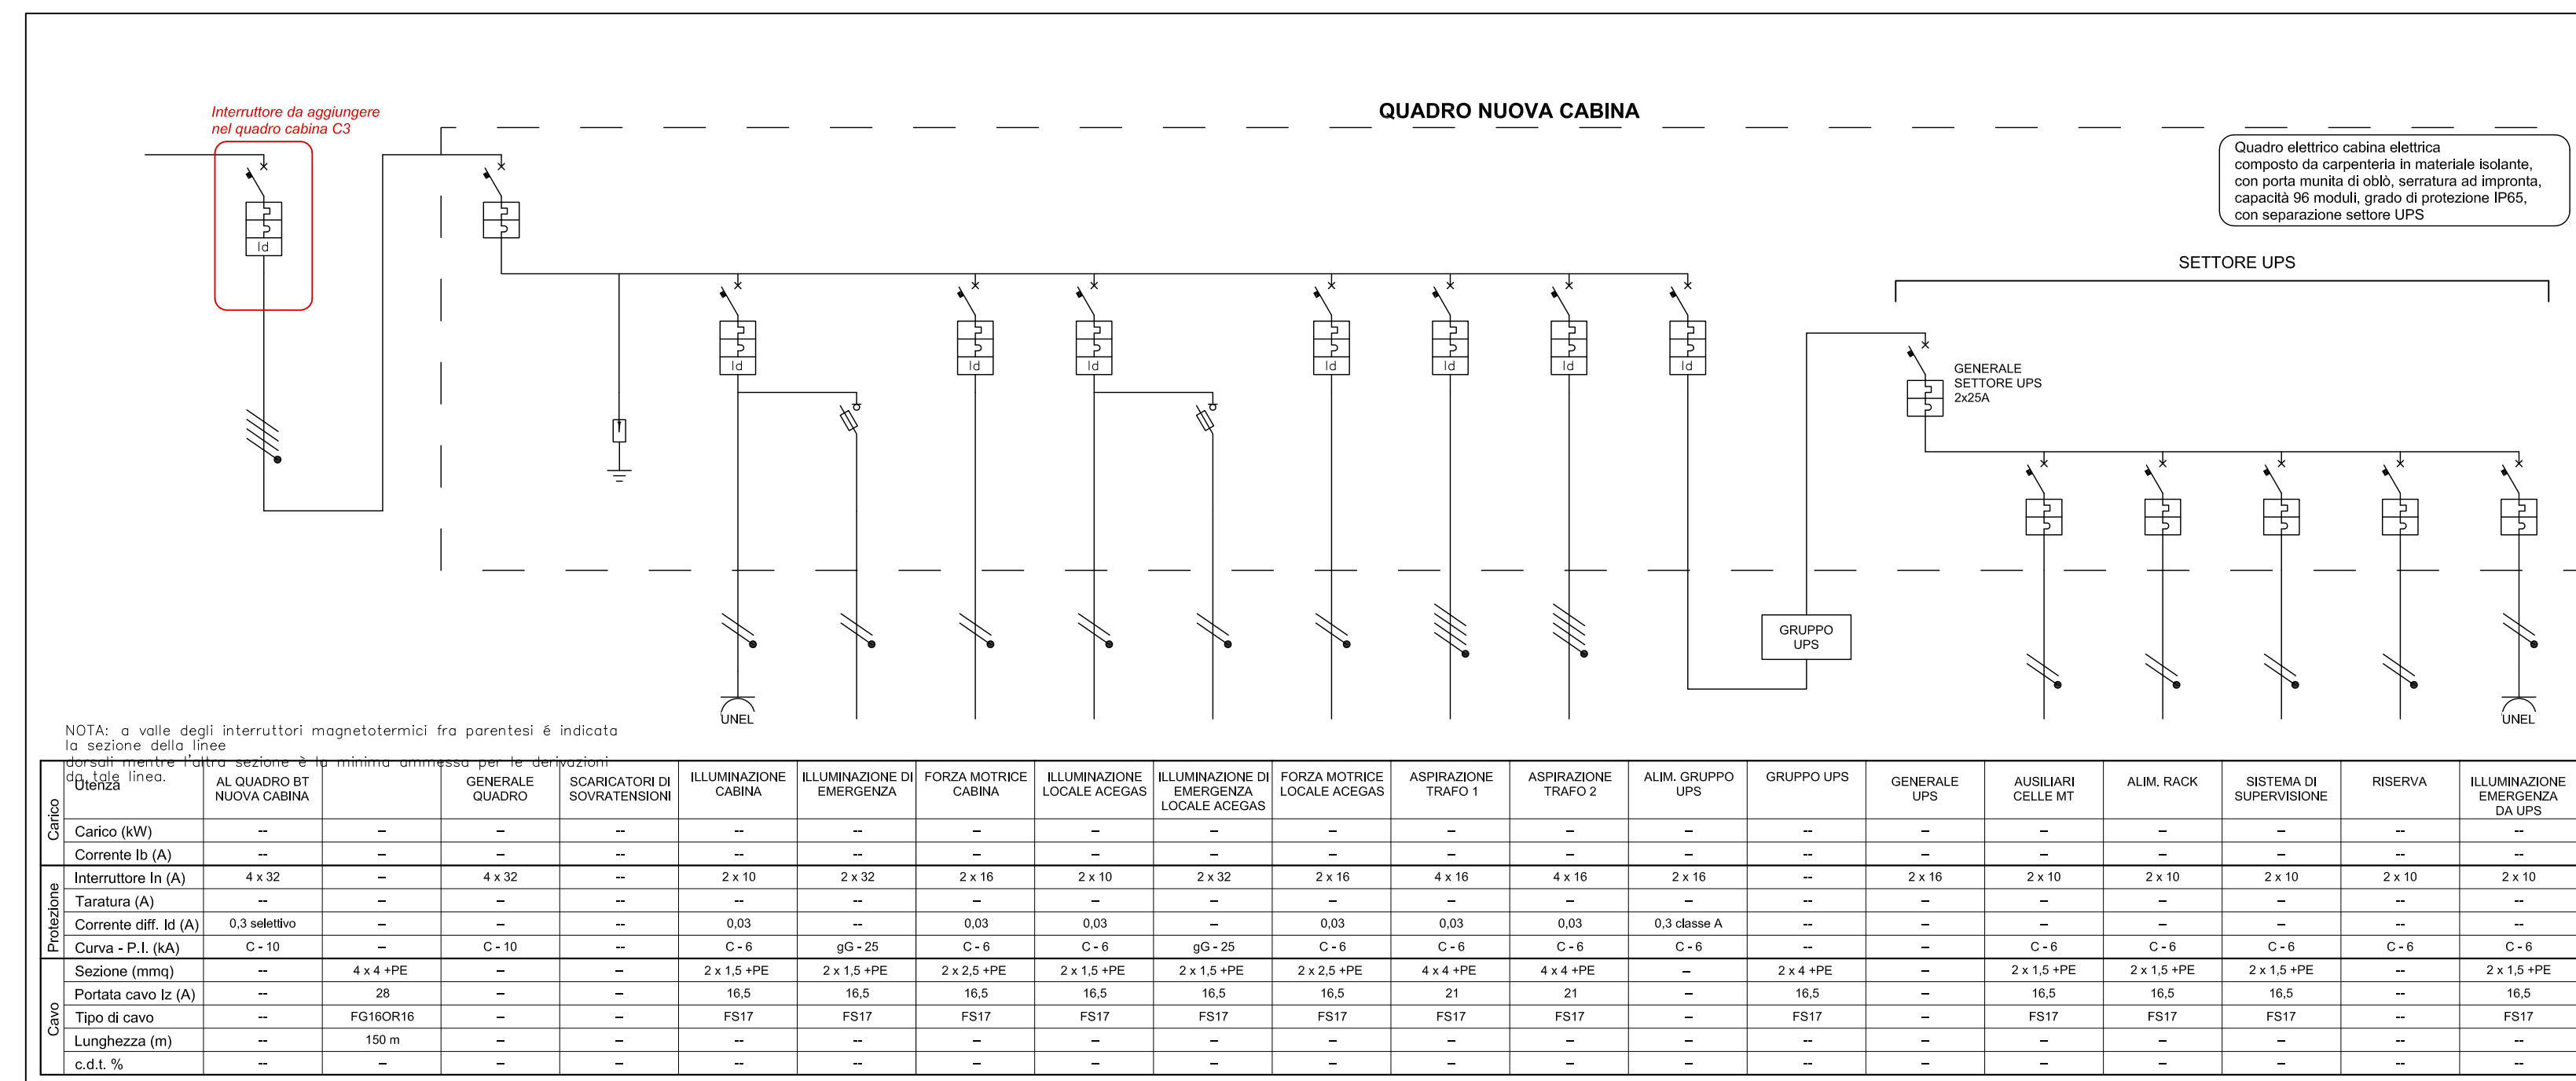 Interruttore da aggiungere
nel quadro cabina C3
QUADRO NUOVA CABINA
Quadro elettrico cabina elettrica
composto da carpenteria in materiale isolante,
con porta munita di oblò, serratura ad impronta,
capacità 96 moduli, grado di protezione IP65,
con separazione settore UPS
SETTORE UPS
Id
Id
Id
Id
Id
Id
Id
Id
GENERALE
SETTORE UPS
2x25A
GRUPPO
UPS
UNEL
UNEL
NOTA: a valle degli interruttori magnetotermici fra parentesi é indicata
la sezione della linee
dorsali mentre l'altra sezione è la minima ammessa per le derivazioni
da tale linea.
Carico
Utenza AL QUADRO BT NUOVA CABINA GENERALE QUADRO SCARICATORI DI SOVRATENSIONI ILLUMINAZIONE CABINA ILLUMINAZIONE DI EMERGENZA FORZA MOTRICE CABINA ILLUMINAZIONE LOCALE ACEGAS ILLUMINAZIONE DI EMERGENZA LOCALE ACEGAS FORZA MOTRICE LOCALE ACEGAS ASPIRAZIONE TRAFO 1 ASPIRAZIONE TRAFO 2 ALIM. GRUPPO UPS GRUPPO UPS GENERALE UPS AUSILIARI CELLE MT ALIM. RACK SISTEMA DI SUPERVISIONE RISERVA ILLUMINAZIONE EMERGENZA DA UPS
Carico (kW) -- – – -- -- -- – – – – – – – -- – – – – -- --
Corrente Ib (A) -- – – -- -- -- – – – – – – – -- – – – – -- --
Protezione
Interruttore In (A) 4 x 32 – 4 x 32 -- 2 x 10 2 x 32 2 x 16 2 x 10 2 x 32 2 x 16 4 x 16 4 x 16 2 x 16 -- 2 x 16 2 x 10 2 x 10 2 x 10 2 x 10 2 x 10
Taratura (A) -- – – -- -- -- – – – – – – – -- – – – – -- --
Corrente diff. Id (A) 0,3 selettivo – – -- 0,03 -- 0,03 0,03 – 0,03 0,03 0,03 0,3 classe A -- – – – – -- --
Curva - P.I. (kA) C - 10 – C - 10 -- C - 6 gG - 25 C - 6 C - 6 gG - 25 C - 6 C - 6 C - 6 C - 6 -- – C - 6 C - 6 C - 6 C - 6 C - 6
Cavo
Sezione (mmq) -- 4 x 4 +PE – – 2 x 1,5 +PE 2 x 1,5 +PE 2 x 2,5 +PE 2 x 1,5 +PE 2 x 1,5 +PE 2 x 2,5 +PE 4 x 4 +PE 4 x 4 +PE – 2 x 4 +PE – 2 x 1,5 +PE 2 x 1,5 +PE 2 x 1,5 +PE -- 2 x 1,5 +PE
Portata cavo Iz (A) -- 28 – – 16,5 16,5 16,5 16,5 16,5 16,5 21 21 – 16,5 – 16,5 16,5 16,5 -- 16,5
Tipo di cavo -- FG16OR16 – – FS17 FS17 FS17 FS17 FS17 FS17 FS17 FS17 – FS17 – FS17 FS17 FS17 -- FS17
Lunghezza (m) -- 150 m – – -- -- – – – – – – – -- – – – – -- --
c.d.t. % -- – – – -- -- – – – – – – – -- – – – – -- --